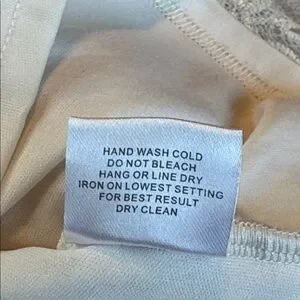 HAND WASH COLD
DO NOT BLEACH
HANG OR LINE DRY
IRON ON LOWEST SETTING
FOR BEST RESULT
DRY CLEAN